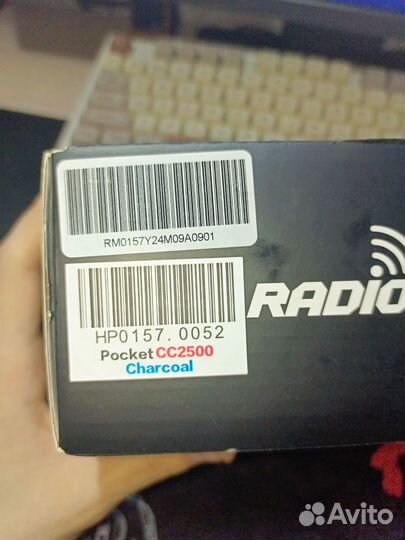 RM0157Y24M09A0901
HP0157.0052
Pocket CC2500
Charcoal
RADIO
Avito